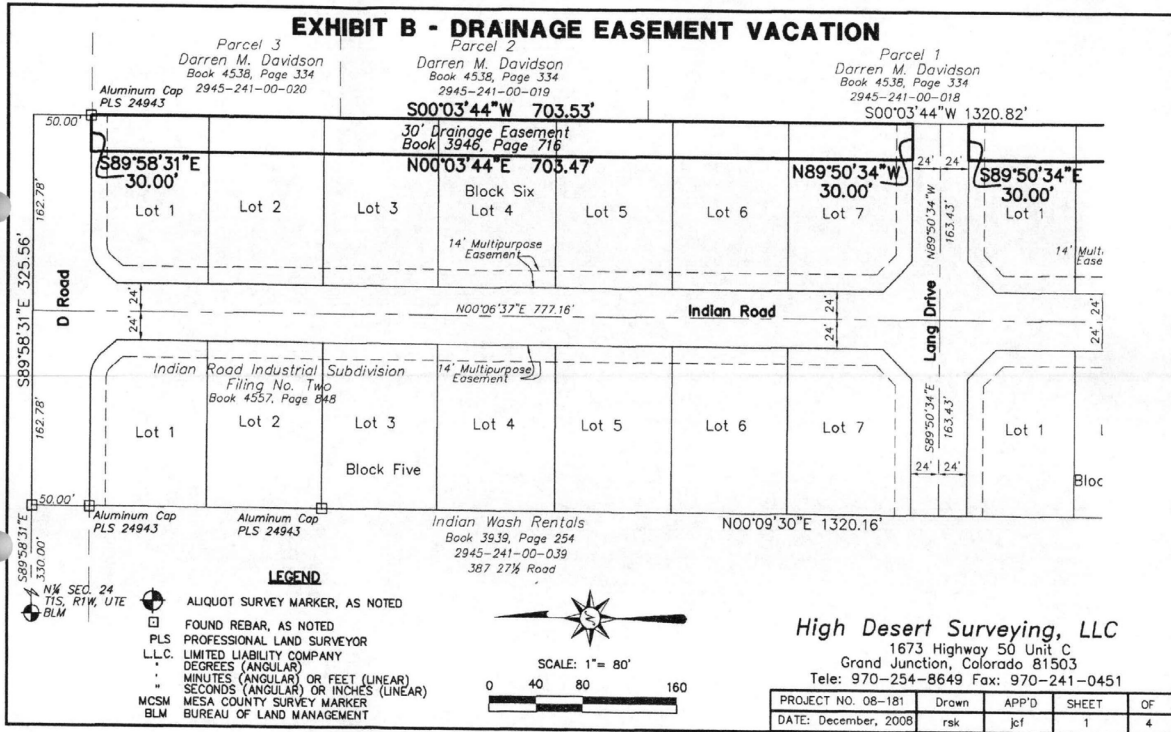 EXHIBIT B - DRAINAGE EASEMENT VACATION
Parcel 3
Darren M. Davidson
Book 4538, Page 334
2945-241-00-020
Parcel 2
Darren M. Davidson
Book 4538, Page 334
2945-241-00-019
Parcel 1
Darren M. Davidson
Book 4538, Page 334
2945-241-00-018
Aluminum Cap
PLS 24943
S00°03'44"W 703.53'
S00°03'44"W 1320.82'
50.00'
30' Drainage Easement
Book 3946, Page 716
N00°03'44"E 703.47'
S89°58'31"E
30.00'
N89°50'34"W
30.00'
24' 24'
S89°50'34"E
30.00'
Block Six
Lot 1 Lot 2 Lot 3 Lot 4 Lot 5 Lot 6 Lot 7 Lot 1
162.78'
N89°50'34"W
163.43'
14' Multipurpose
Easement
14' Multi
Ease
S89°58'31"E 325.56'
D Road
24'
24'
N00°06'37"E 777.16'
Indian Road
24'
24'
Lang Drive
24'
24'
14' Multipurpose
Easement
Indian Road Industrial Subdivision
Filing No. Two
Book 4557, Page 848
162.78'
S89°50'34"E
163.43'
Lot 1 Lot 2 Lot 3 Lot 4 Lot 5 Lot 6 Lot 7 Lot 1 L
Block Five
24' 24'
Bloc
50.00'
Aluminum Cap
PLS 24943
Aluminum Cap
PLS 24943
Indian Wash Rentals
Book 3939, Page 254
2945-241-00-039
387 27½ Road
N00°09'30"E 1320.16'
S89°58'31"E
330.00'
N¼ SEC. 24
T1S, R1W, UTE
BLM
LEGEND
ALIQUOT SURVEY MARKER, AS NOTED
FOUND REBAR, AS NOTED
PLS PROFESSIONAL LAND SURVEYOR
L.L.C. LIMITED LIABILITY COMPANY
° DEGREES (ANGULAR)
' MINUTES (ANGULAR) OR FEET (LINEAR)
" SECONDS (ANGULAR) OR INCHES (LINEAR)
MCSM MESA COUNTY SURVEY MARKER
BLM BUREAU OF LAND MANAGEMENT
SCALE: 1"= 80'
0 40 80 160
High Desert Surveying, LLC
1673 Highway 50 Unit C
Grand Junction, Colorado 81503
Tele: 970-254-8649 Fax: 970-241-0451
PROJECT NO. 08-181 Drawn APP'D SHEET OF
DATE: December, 2008 rsk jcf 1 4